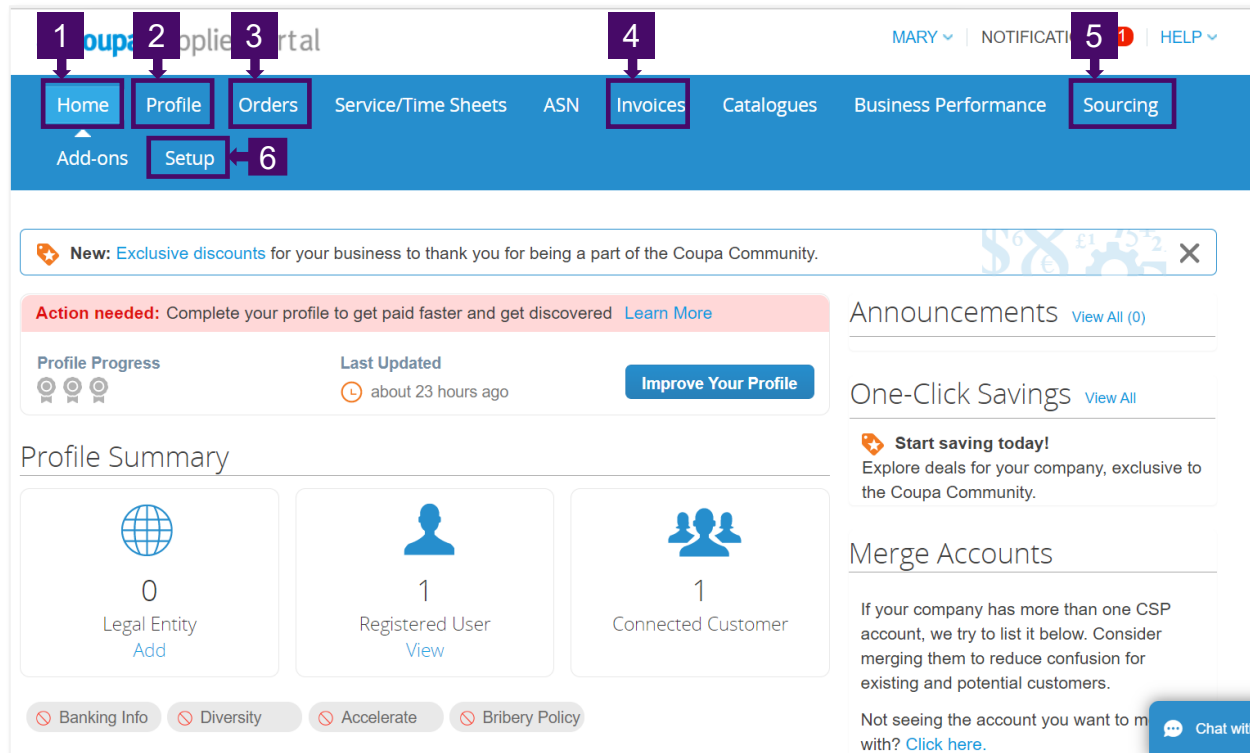 1 2 3 4 5 6
oupa pplie rtal
MARY NOTIFICATI 1 HELP
Home Profile Orders Service/Time Sheets ASN Invoices Catalogues Business Performance Sourcing
Add-ons Setup
New: Exclusive discounts for your business to thank you for being a part of the Coupa Community.
Action needed: Complete your profile to get paid faster and get discovered Learn More
Profile Progress
Last Updated
about 23 hours ago
Improve Your Profile
Profile Summary
0
Legal Entity
Add
1
Registered User
View
1
Connected Customer
Banking Info Diversity Accelerate Bribery Policy
Announcements View All (0)
One-Click Savings View All
Start saving today!
Explore deals for your company, exclusive to
the Coupa Community.
Merge Accounts
If your company has more than one CSP
account, we try to list it below. Consider
merging them to reduce confusion for
existing and potential customers.
Not seeing the account you want to m
with? Click here.
Chat wit